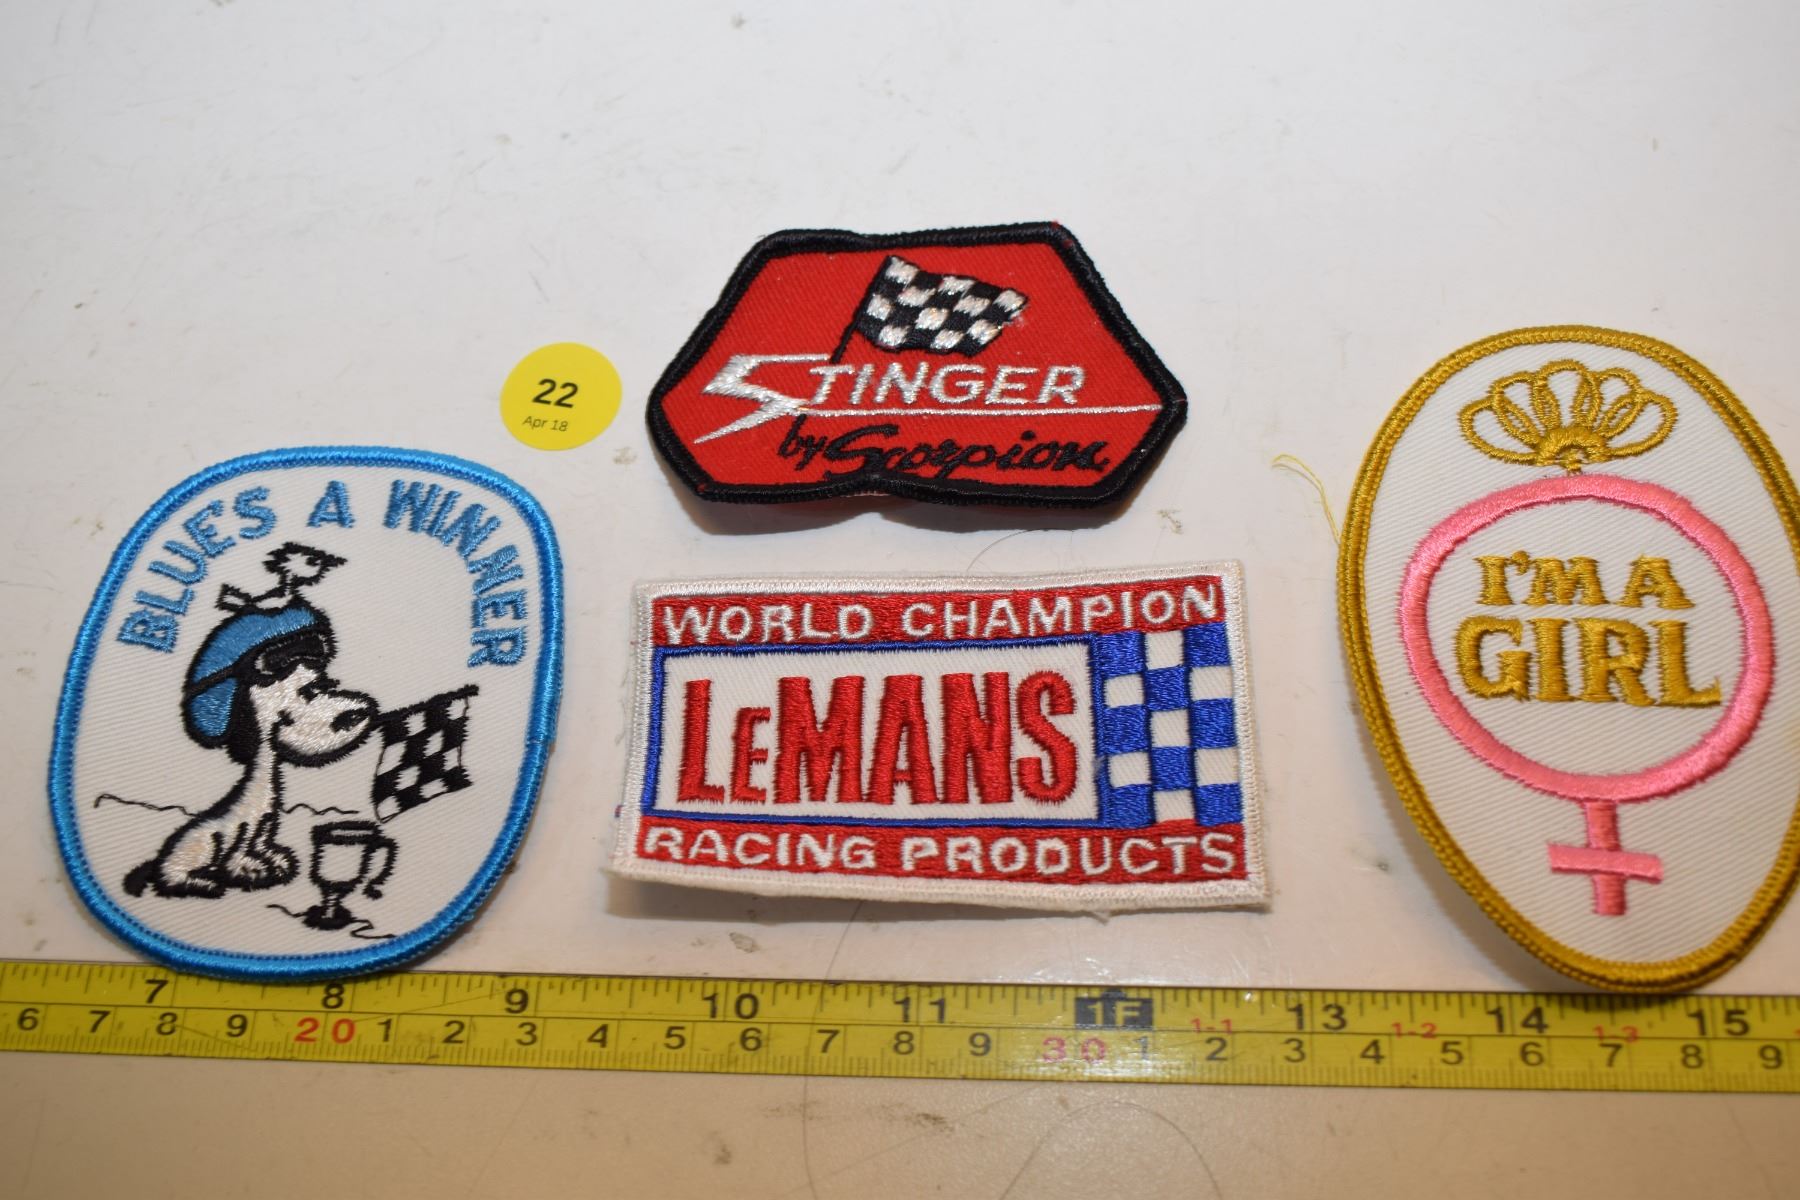 22
Apr 18
STINGER
by Scorpion.
BLUE'S A WINNER
WORLD CHAMPION
LEMANS
RACING PRODUCTS
I'M A
GIRL
7 8 9 10 11 1F 13 14 15
1-1 1-2 1-3
6 7 8 9 20 1 2 3 4 5 6 7 8 9 30 1 2 3 4 5 6 7 8 9